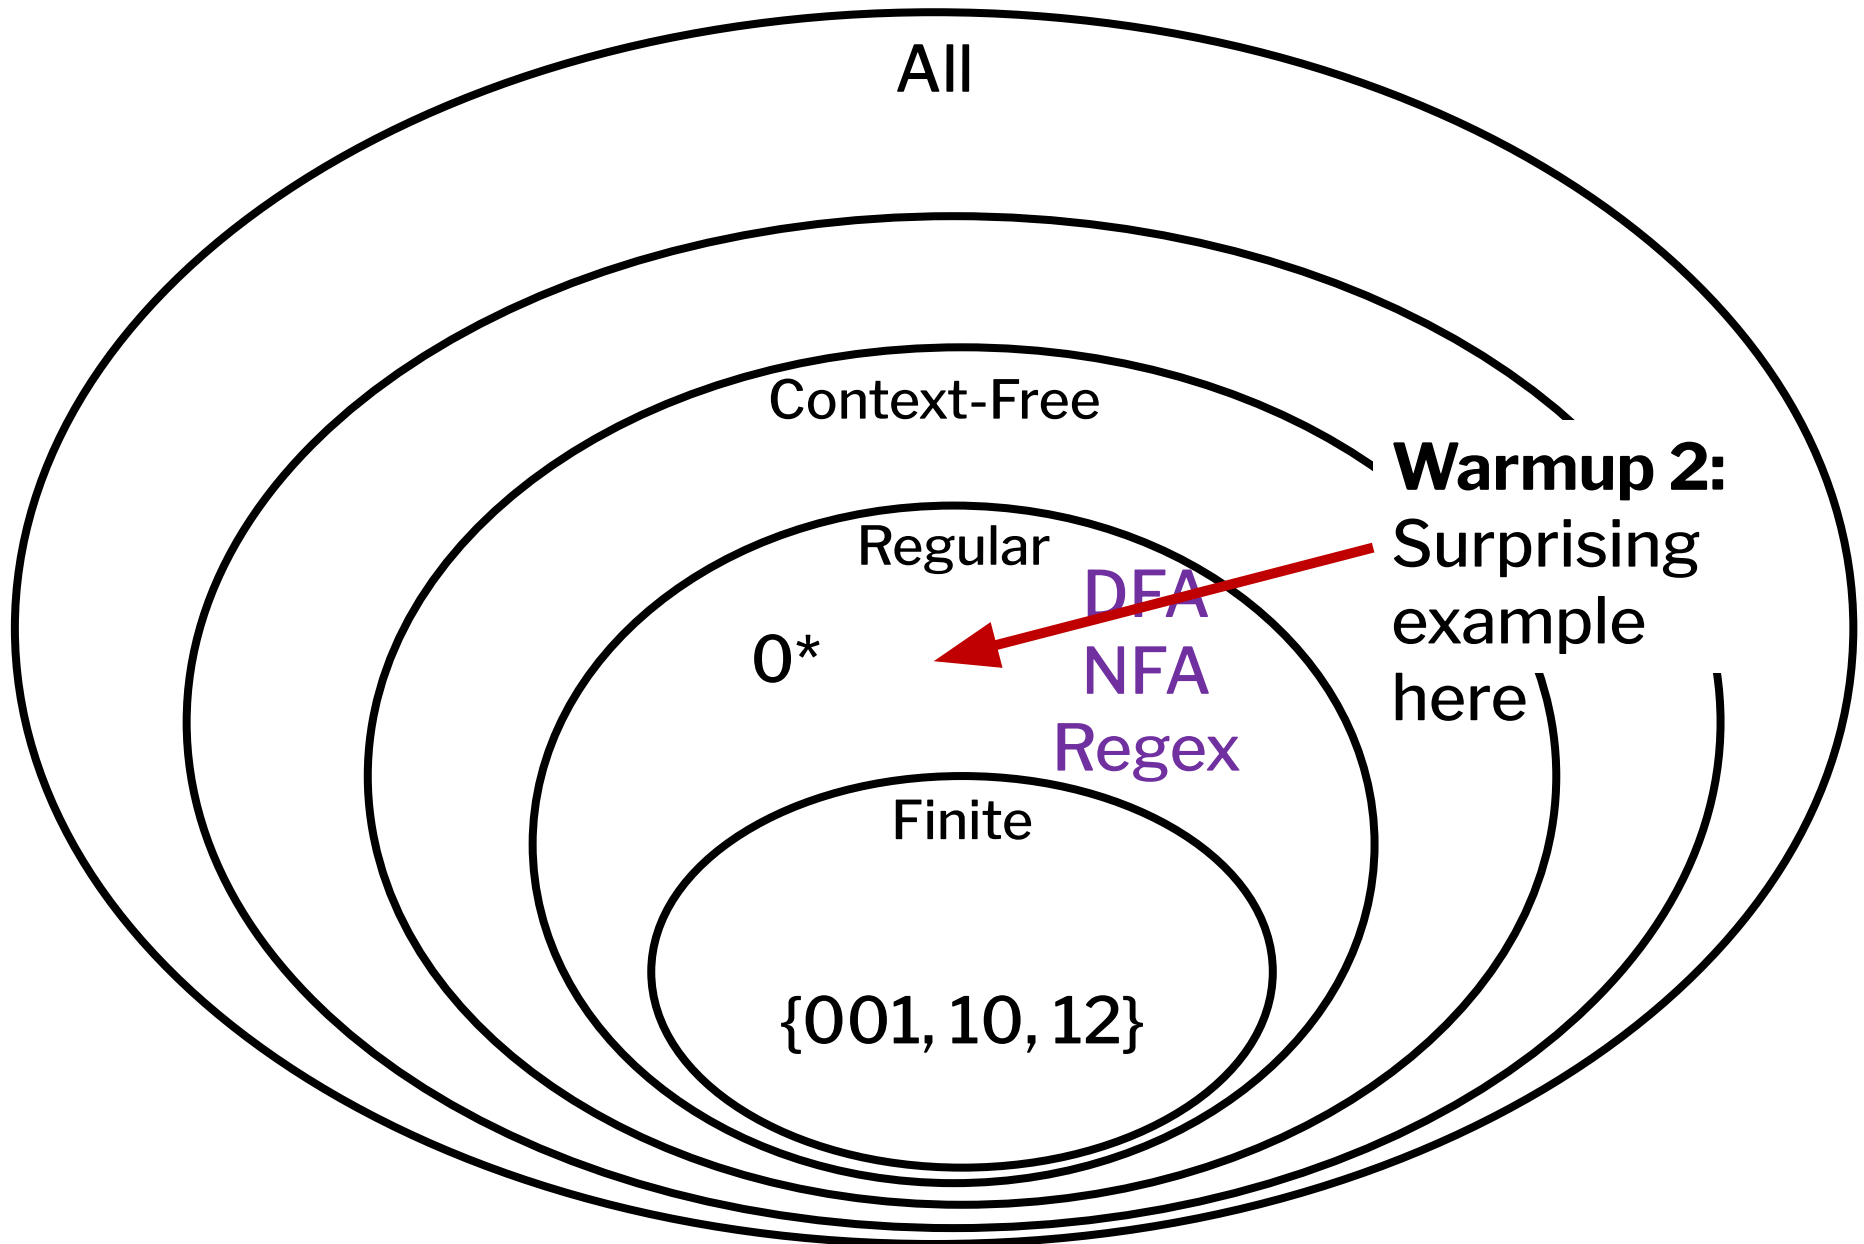 All
Context-Free
Warmup 2:
Surprising
example
here
Regular
DFA
NFA
Regex
0*
Finite
{001, 10, 12}